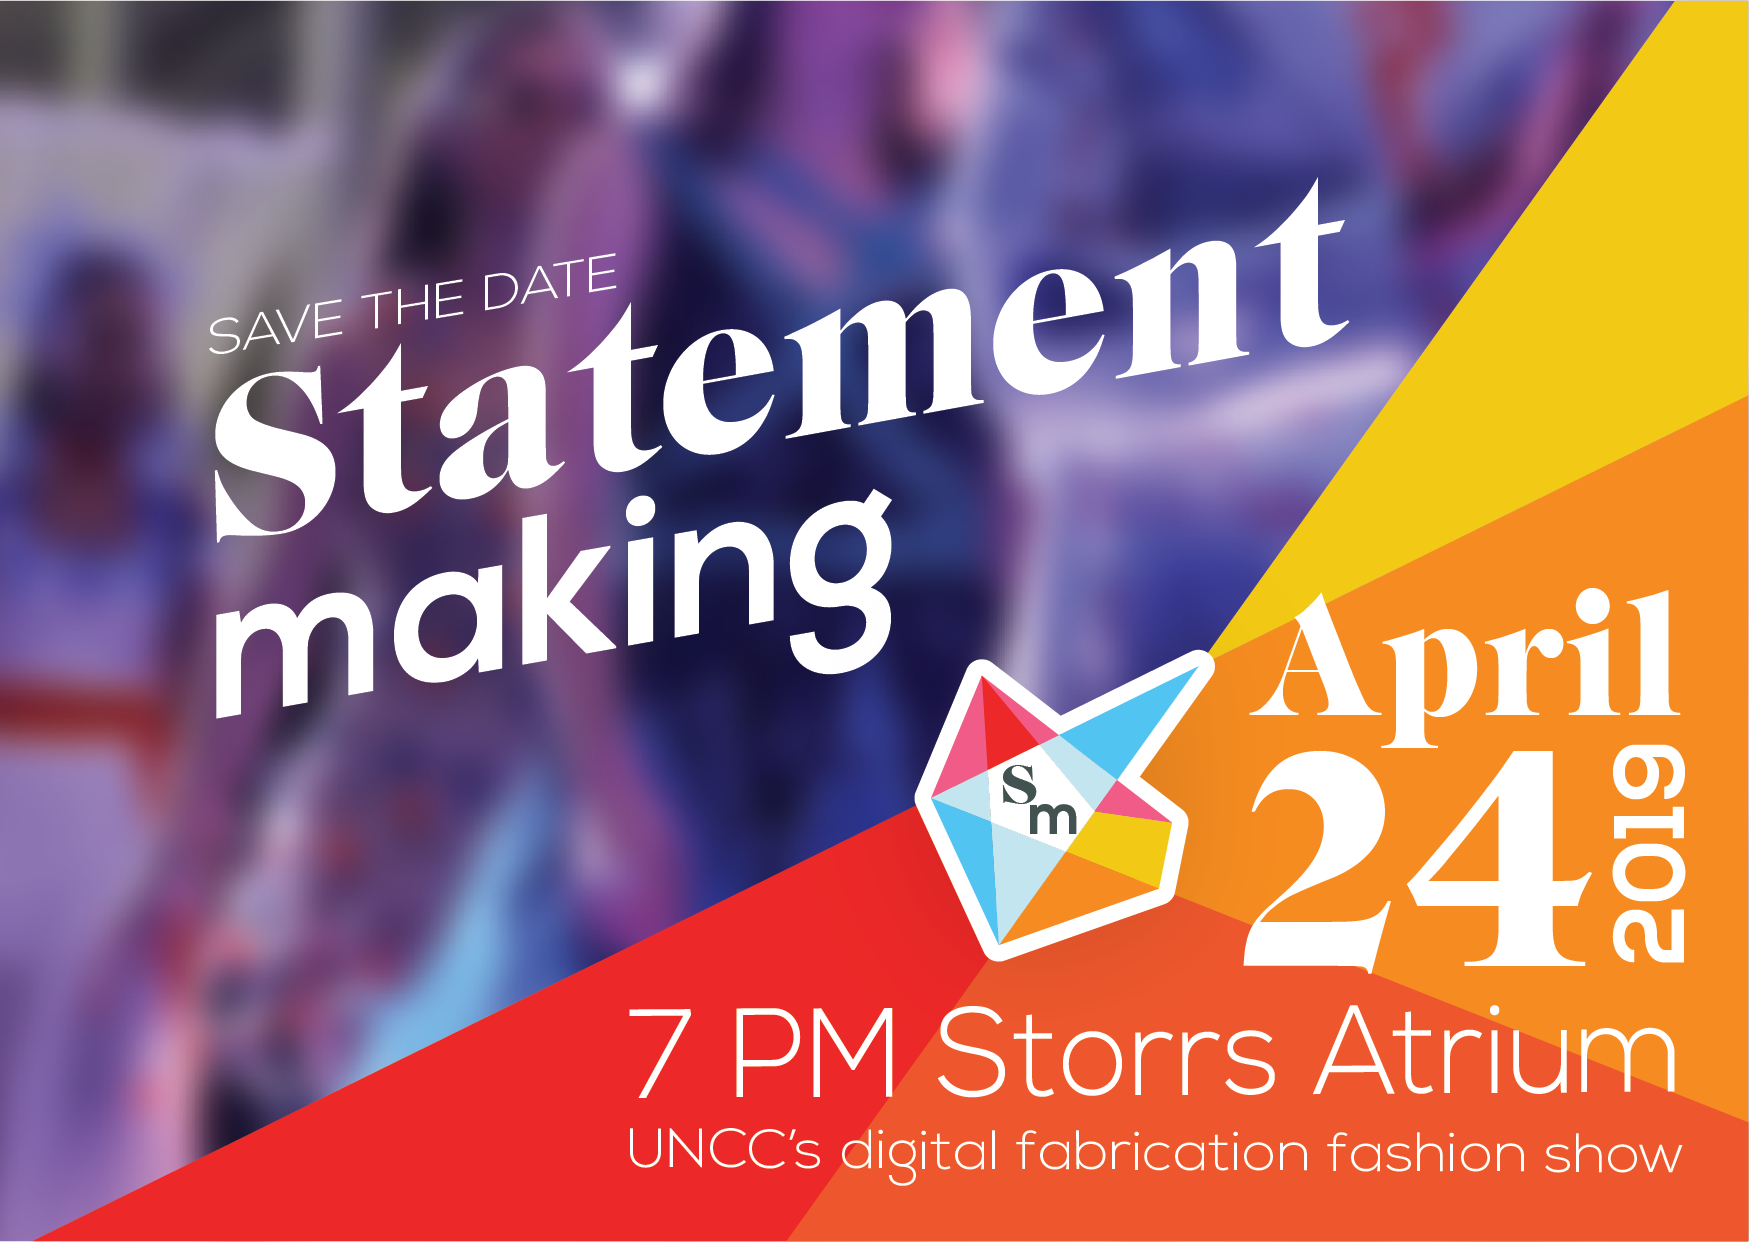 SAVE THE DATE
Statement
making
Sm
April
24
2019
7 PM Storrs Atrium
UNCC's digital fabrication fashion show